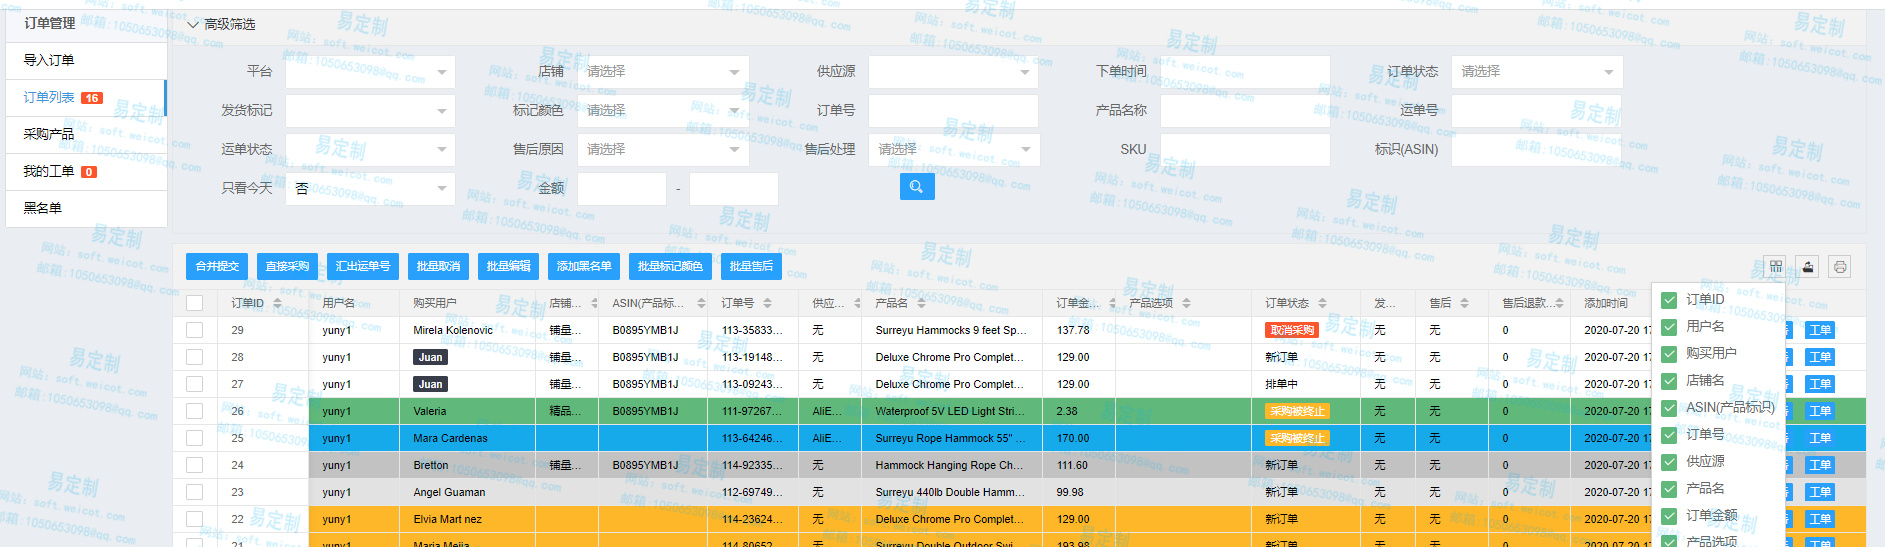 订单管理
导入订单
订单列表 16
采购产品
我的工单 0
黑名单
高级筛选
平台 店铺 请选择 供应源 下单时间 订单状态 请选择
发货标记 标记颜色 请选择 订单号 产品名称 运单号
运单状态 售后原因 请选择 售后处理 请选择 SKU 标识(ASIN)
只看今天 否 金额 -
合并提交 直接采购 汇出运单号 批量取消 批量编辑 添加黑名单 批量标记颜色 批量售后
订单ID 用户名 购买用户 店铺... ASIN(产品标... 订单号 供应... 产品名 订单金... 产品选项 订单状态 发... 售后 售后退款... 添加时间
29 yuny1 Mirela Kolenovic 铺量... B0895YMB1J 113-35833... 无 Surreyu Hammocks 9 feet Sp... 137.78 取消采购 无 无 0 2020-07-20 17 工单
28 yuny1 Juan 铺量... B0895YMB1J 113-19148... 无 Deluxe Chrome Pro Complet... 129.00 新订单 无 无 0 2020-07-20 17 工单
27 yuny1 Juan 铺量... B0895YMB1J 113-09243... 无 Deluxe Chrome Pro Complet... 129.00 排单中 无 无 0 2020-07-20 17 工单
26 yuny1 Valeria 精品... B0895YMB1J 111-97267... AliE... Waterproof 5V LED Light Stri... 2.38 采购被终止 无 无 0 2020-07-20 17 工单
25 yuny1 Mara Cardenas 113-64246... AliE... Surreyu Rope Hammock 55" ... 170.00 采购被终止 无 无 0 2020-07-20 17 工单
24 yuny1 Bretton 铺量... B0895YMB1J 114-92335... 无 Hammock Hanging Rope Ch... 111.60 新订单 无 无 0 2020-07-20 17 工单
23 yuny1 Angel Guaman 112-69749... 无 Surreyu 440lb Double Hamm... 99.98 新订单 无 无 0 2020-07-20 17 工单
22 yuny1 Elvia Mart nez 114-23624... 无 Deluxe Chrome Pro Complet... 129.00 新订单 无 无 0 2020-07-20 17 工单
21 yuny1 Maria Mejia 114-80652... 无 Surreyu Double Outdoor Swi... 193.98 新订单 无 无 0 2020-07-20 17 工单
订单ID
用户名
购买用户
店铺名
ASIN(产品标识)
订单号
供应源
产品名
订单金额
产品选项
易定制
网站: soft.weicot.com
邮箱:1050653098@qq.com